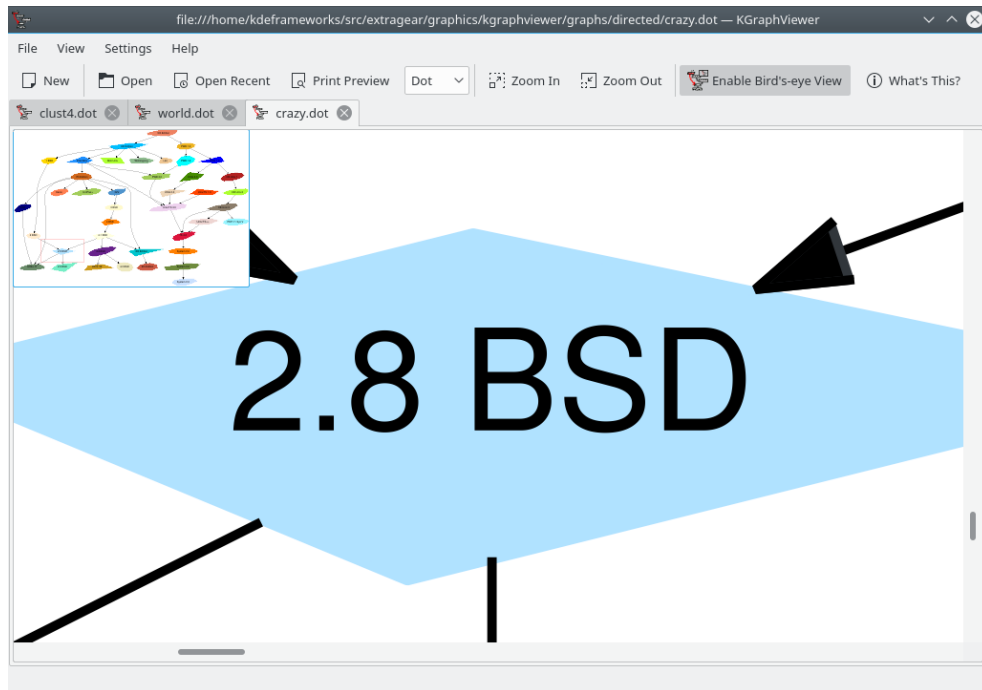 file:///home/kdeframeworks/src/extragear/graphics/kgraphviewer/graphs/directed/crazy.dot — KGraphViewer
File View Settings Help
New Open Open Recent Print Preview Dot Zoom In Zoom Out Enable Bird's-eye View What's This?
clust4.dot world.dot crazy.dot
2.8 BSD